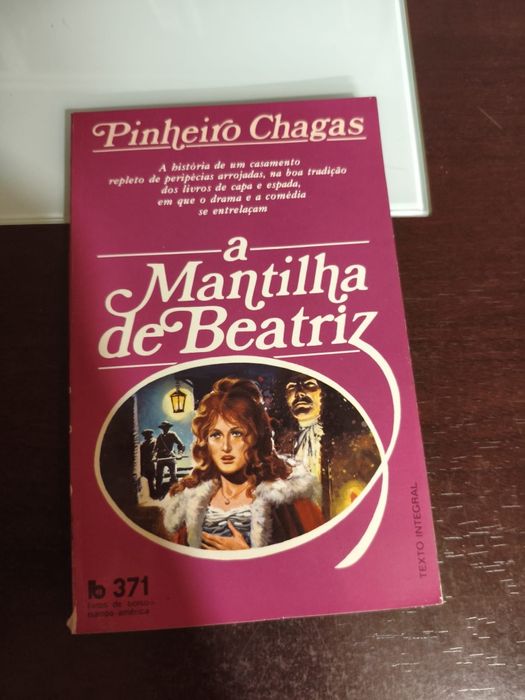 Pinheiro Chagas
A história de um casamento
repleto de peripécias arrojadas, na boa tradição
dos livros de capa e espada,
em que o drama e a comédia
se entrelaçam
a
Mantilha
de Beatriz
TEXTO INTEGRAL
lb 371
livros de bolso
europa-américa